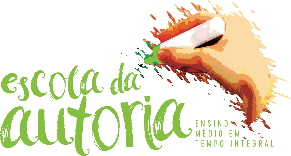 escola da
autoria
ENSINO
MÉDIO EM
TEMPO INTEGRAL